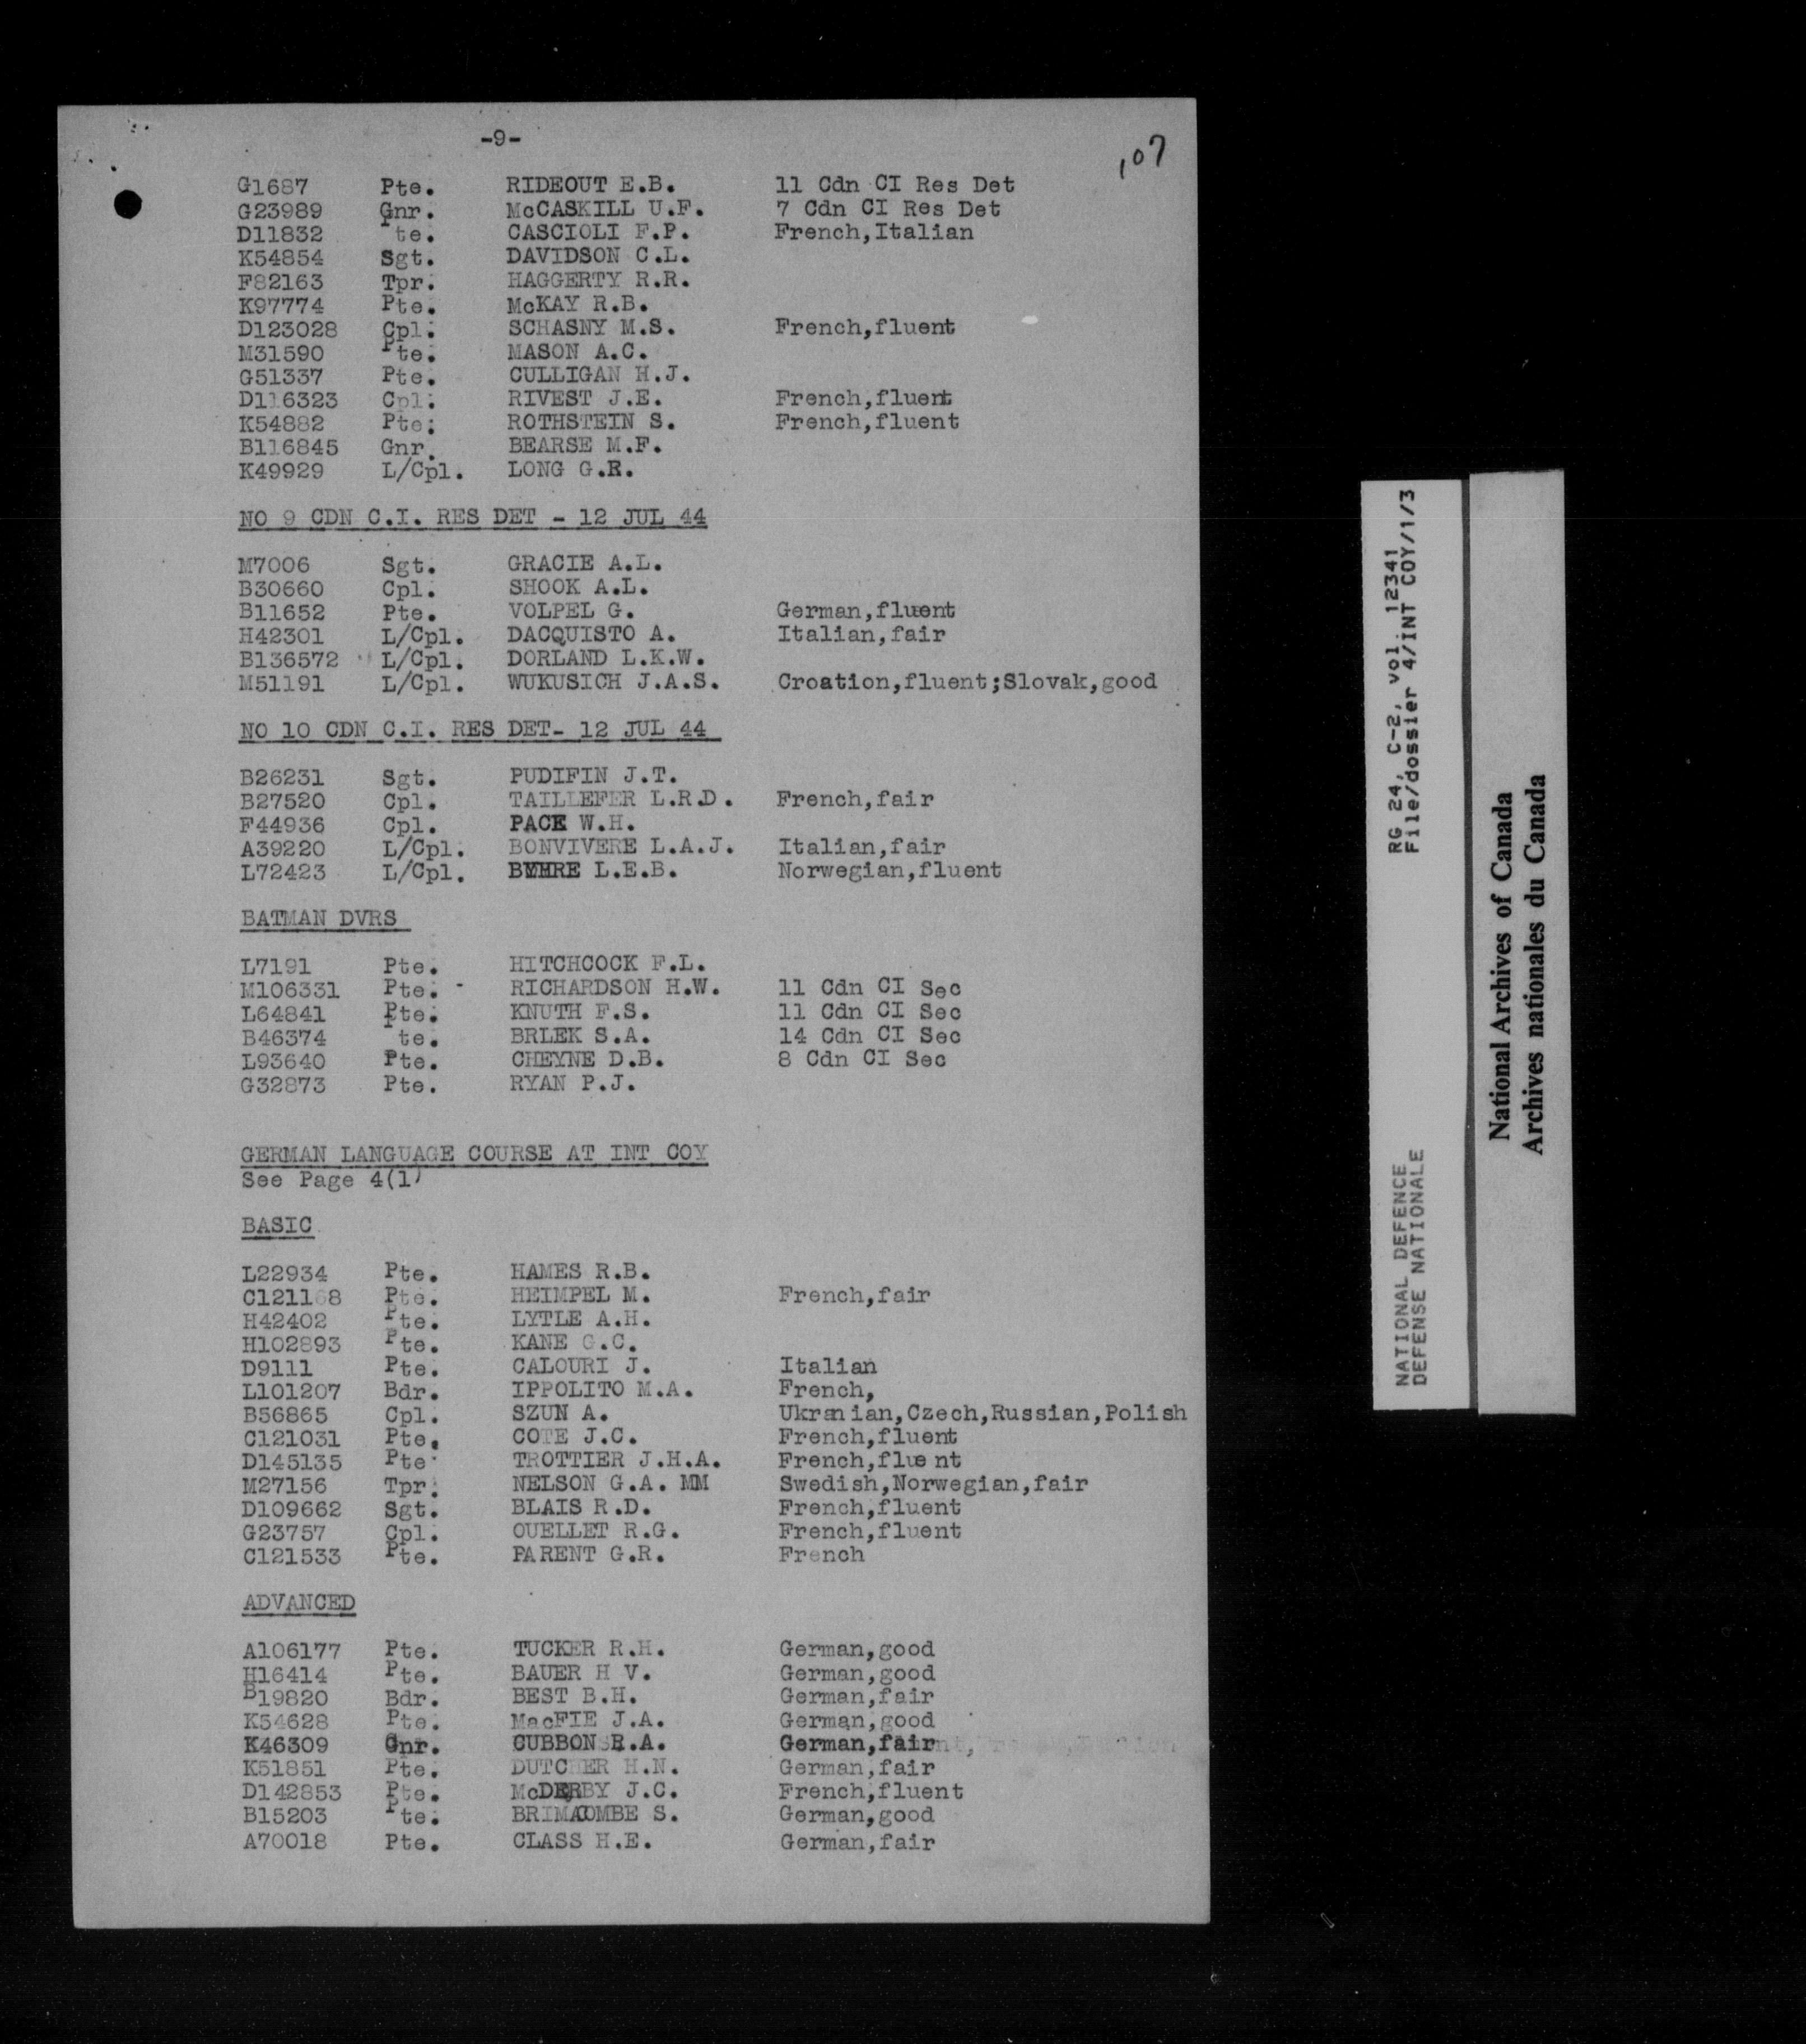 -9-
107
G1687 Pte. RIDEOUT E.B. 11 Cdn CI Res Det
G23989 Gnr. McCASKILL U.F. 7 Cdn CI Res Det
D11832 Pte. CASCIOLI F.P. French,Italian
K54854 Sgt. DAVIDSON C.L.
F82163 Tpr. HAGGERTY R.R.
K97774 Pte. McKAY R.B.
D123028 Cpl. SCHASNY M.S. French,fluent
M31590 Pte. MASON A.C.
G51337 Pte. CULLIGAN H.J.
D116323 Cpl. RIVEST J.E. French,fluent
K54882 Pte. ROTHSTEIN S. French,fluent
B116845 Gnr. BEARSE M.F.
K49929 L/Cpl. LONG G.R.
NO 9 CDN C.I. RES DET - 12 JUL 44
M7006 Sgt. GRACIE A.L.
B30660 Cpl. SHOOK A.L.
B11652 Pte. VOLPEL G. German,fluent
H42301 L/Cpl. DACQUISTO A. Italian,fair
B136572 L/Cpl. DORLAND L.K.W.
M51191 L/Cpl. WUKUSICH J.A.S. Croation,fluent;Slovak,good
NO 10 CDN C.I. RES DET- 12 JUL 44
B26231 Sgt. PUDIFIN J.T.
B27520 Cpl. TAILLEFER L.R.D. French,fair
F44936 Cpl. PACK W.H.
A39220 L/Cpl. BONVIVERE L.A.J. Italian,fair
L72423 L/Cpl. L.E.B. Norwegian,fluent
BATMAN DVRS
L7191 Pte. HITCHCOCK F.L.
M106331 Pte. - RICHARDSON H.W. 11 Cdn CI Sec
L64841 Pte. KNUTH F.S. 11 Cdn CI Sec
B46374 Pte. BRLEK S.A. 14 Cdn CI Sec
L93640 Pte. CHEYNE D.B. 8 Cdn CI Sec
G32873 Pte. RYAN P.J.
GERMAN LANGUAGE COURSE AT INT COY
See Page 4(1)
BASIC
L22934 Pte. HAMES R.B.
C121168 Pte. HEIMPEL M. French,fair
H42402 Pte. LYTLE A.H.
H102893 Pte. KANE G.C.
D9111 Pte. CALOURI J. Italian
L101207 Bdr. IPPOLITO M.A. French,
B56865 Cpl. SZUN A. Ukranian,Czech,Russian,Polish
C121031 Pte. COTE J.C. French,fluent
D145135 Pte. TROTTIER J.H.A. French,fluent
M27156 Tpr. NELSON G.A. MM Swedish,Norwegian,fair
D109662 Sgt. BLAIS R.D. French,fluent
G23757 Cpl. OUELLET R.G. French,fluent
C121533 Pte. PARENT G.R. French
ADVANCED
A106177 Pte. TUCKER R.H. German,good
H16414 Pte. BAUER H V. German,good
B19820 Bdr. BEST B.H. German,fair
K54628 Pte. MacFIE J.A. German,good
K46309 Gnr. CUBBONS R.A. German,fair
K51851 Pte. DUTCHER H.N. German,fair
D142853 Pte. McDERBY J.C. French,fluent
B15203 Pte. BRIMACOMBE S. German,good
A70018 Pte. CLASS H.E. German,fair
NATIONAL DEFENCE RG 24, C-2, vol. 12341
DEFENSE NATIONALE File/dossier 4/INT COY/1/3
National Archives of Canada
Archives nationales du Canada